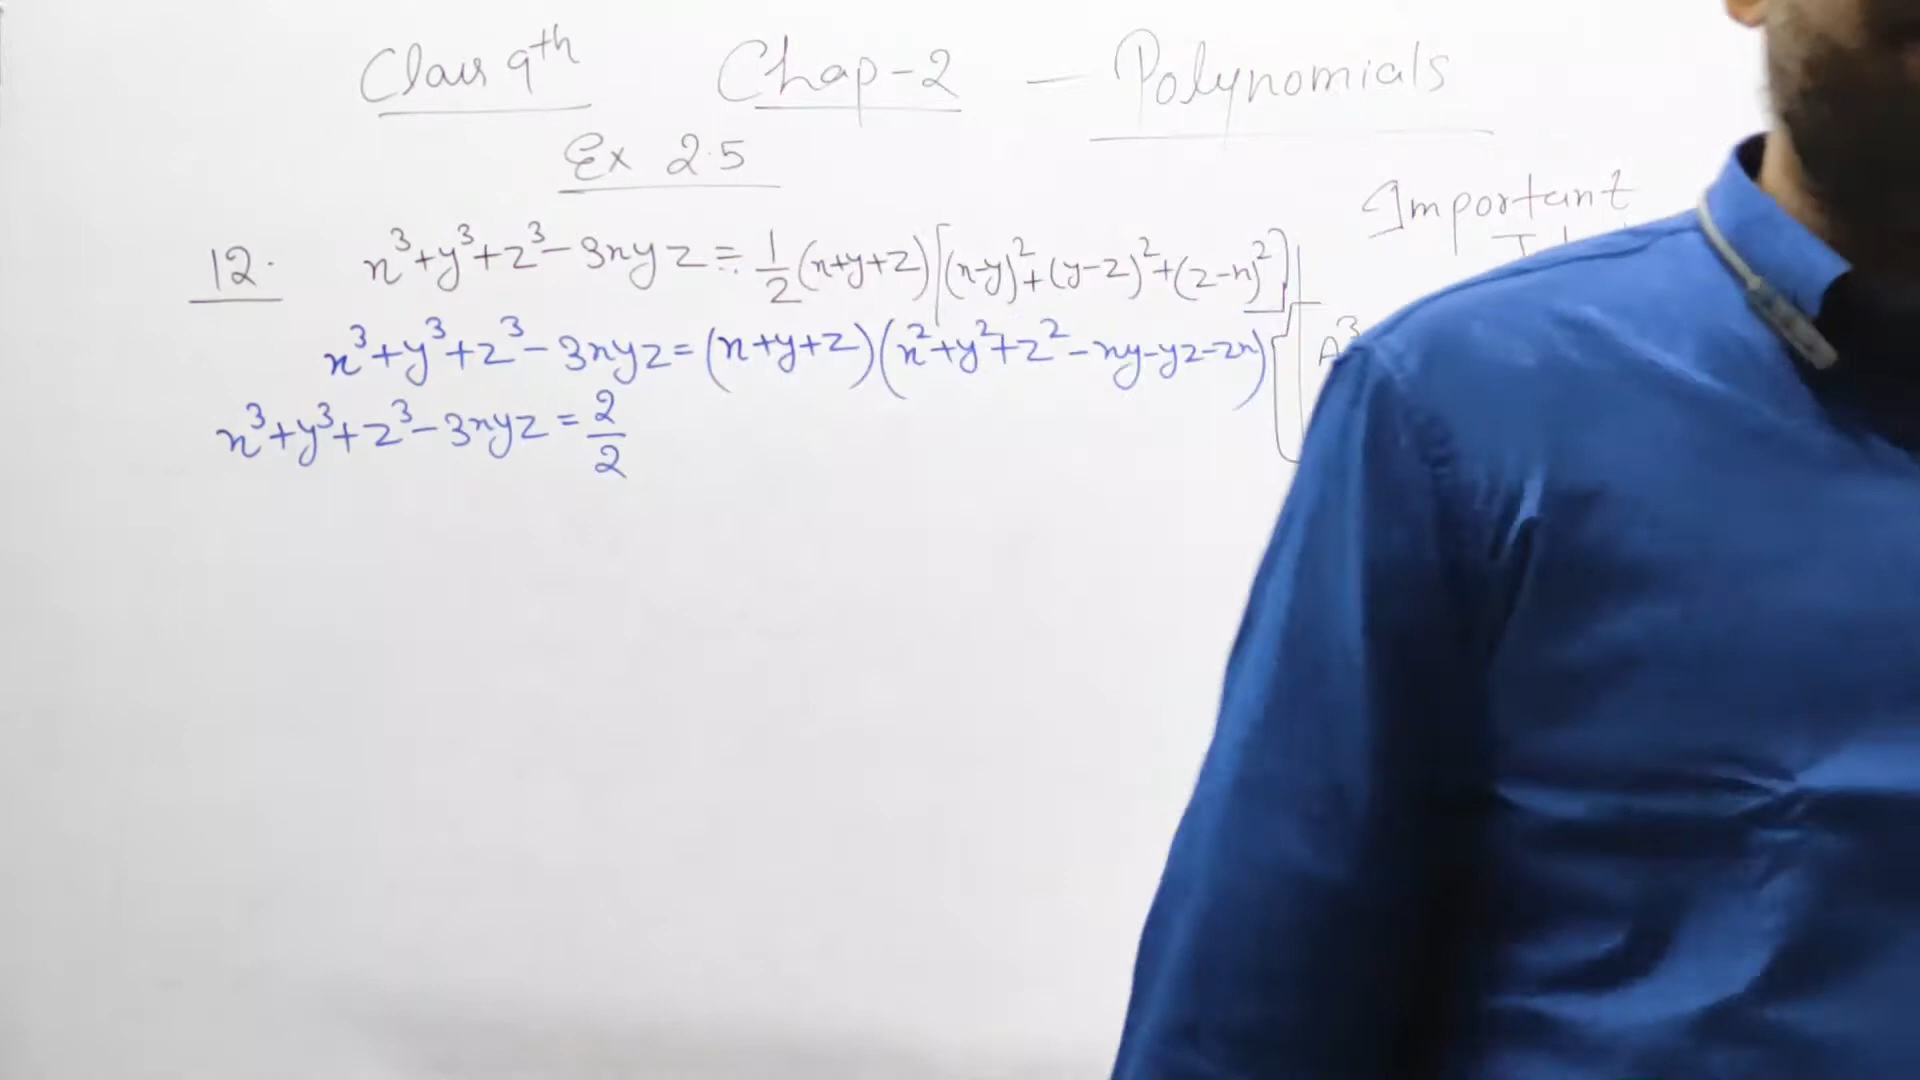 Class 9th Chap-2 — Polynomials
Ex 2.5
Important
12. x³+y³+z³-3xyz = 1/2 (x+y+z)[(x-y)²+(y-z)²+(z-x)²]
x³+y³+z³-3xyz = (x+y+z)(x²+y²+z²-xy-yz-zx)
A³
x³+y³+z³-3xyz = 2/2